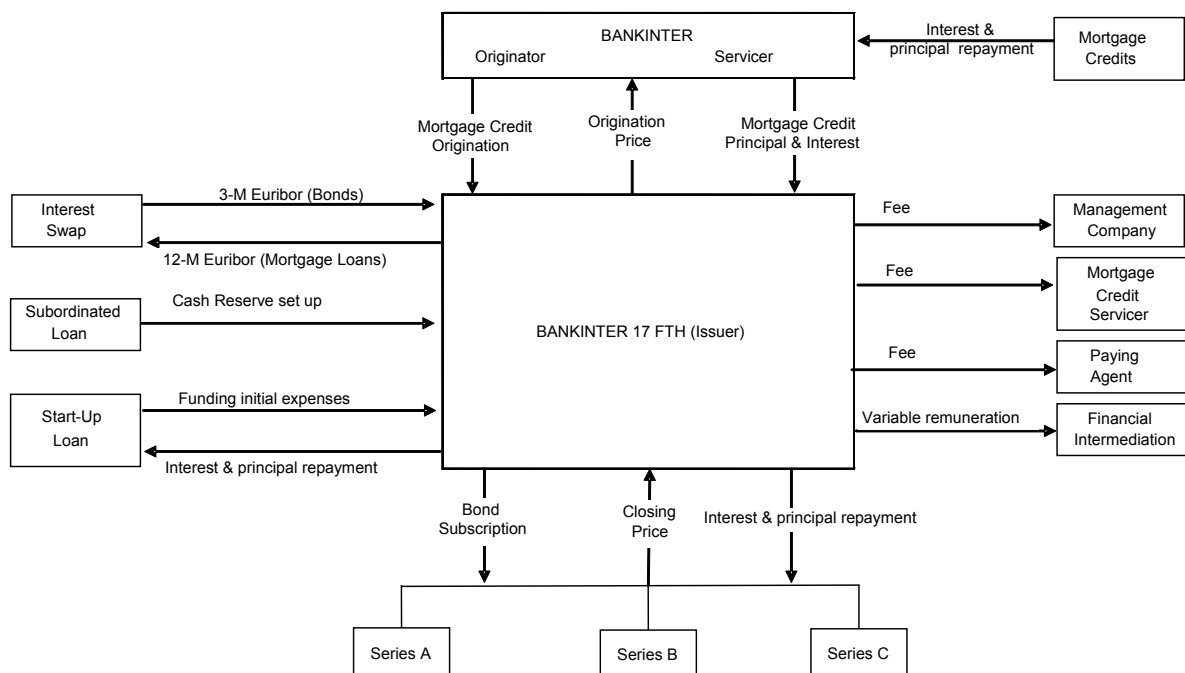 BANKINTER
Originator
Servicer
Interest &
principal repayment
Mortgage
Credits
Mortgage Credit
Origination
Origination
Price
Mortgage Credit
Principal & Interest
Interest
Swap
3-M Euribor (Bonds)
12-M Euribor (Mortgage Loans)
Subordinated
Loan
Cash Reserve set up
Start-Up
Loan
Funding initial expenses
Interest & principal repayment
BANKINTER 17 FTH (Issuer)
Fee
Management
Company
Fee
Mortgage
Credit
Servicer
Fee
Paying
Agent
Variable remuneration
Financial
Intermediation
Bond
Subscription
Closing
Price
Interest & principal repayment
Series A
Series B
Series C